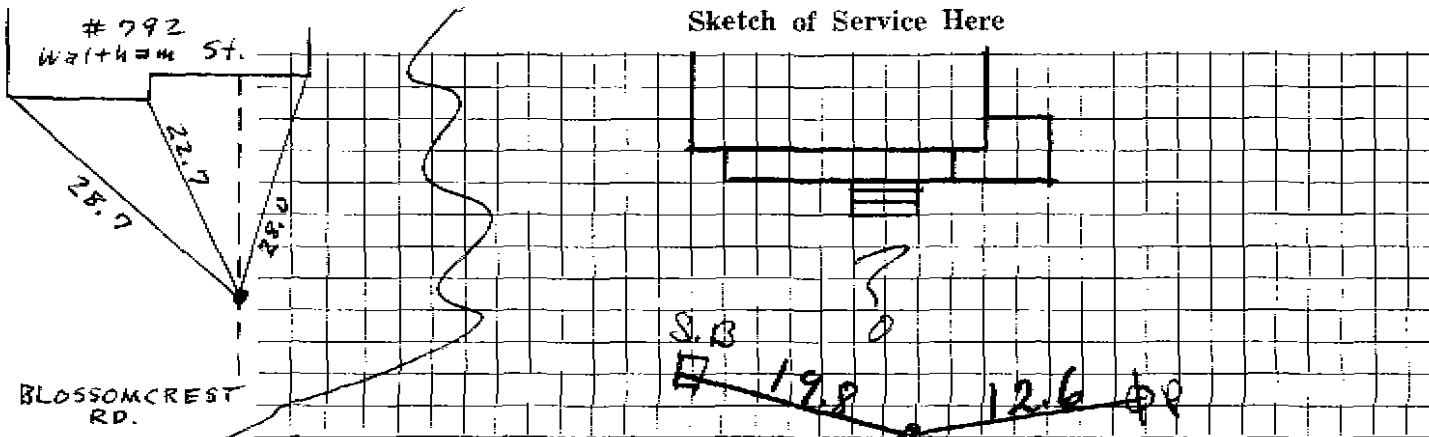 Sketch of Service Here
# 792
Waltham St.
22.7
28.7
28.0
?
S.B
19.8
12.6
P
BLOSSOMCREST
RD.